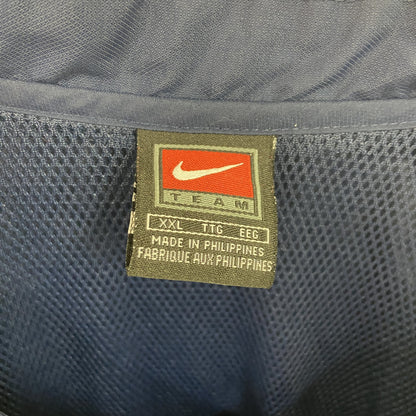 TEAM
XXL TTG EEG
MADE IN PHILIPPINES
FABRIQUE AUX PHILIPPINES